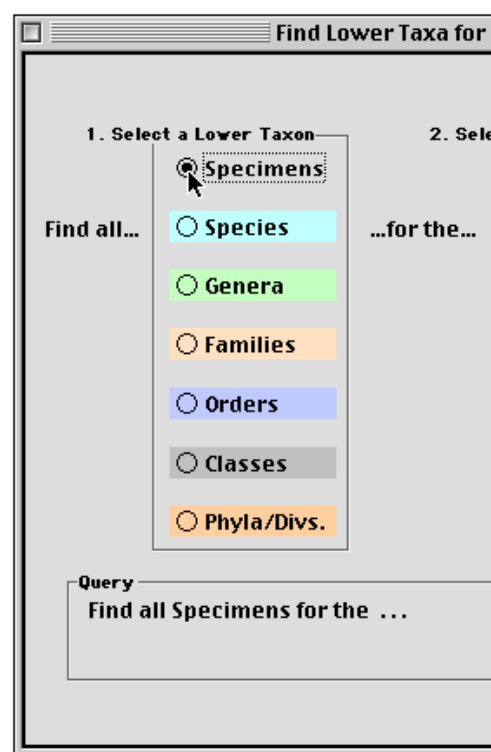 Find Lower Taxa for
1. Select a Lower Taxon
2. Sele
Specimens
Find all...
Species
...for the...
Genera
Families
Orders
Classes
Phyla/Divs.
Query
Find all Specimens for the ...